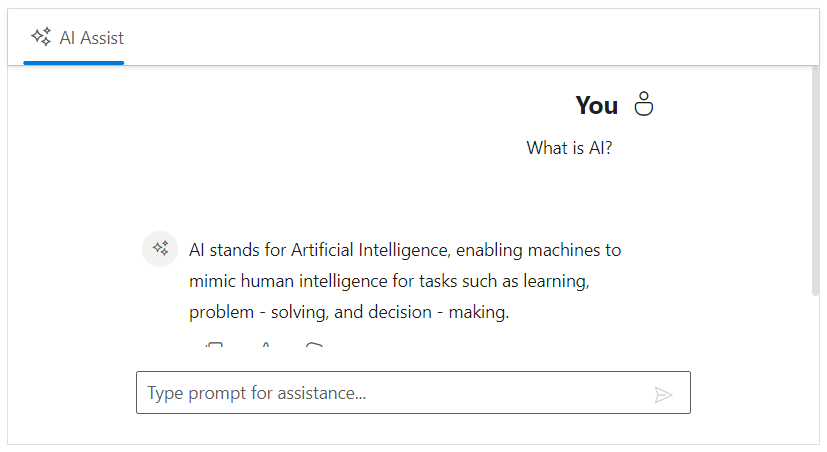 AI Assist
You
What is AI?
AI stands for Artificial Intelligence, enabling machines to
mimic human intelligence for tasks such as learning,
problem - solving, and decision - making.
Type prompt for assistance...